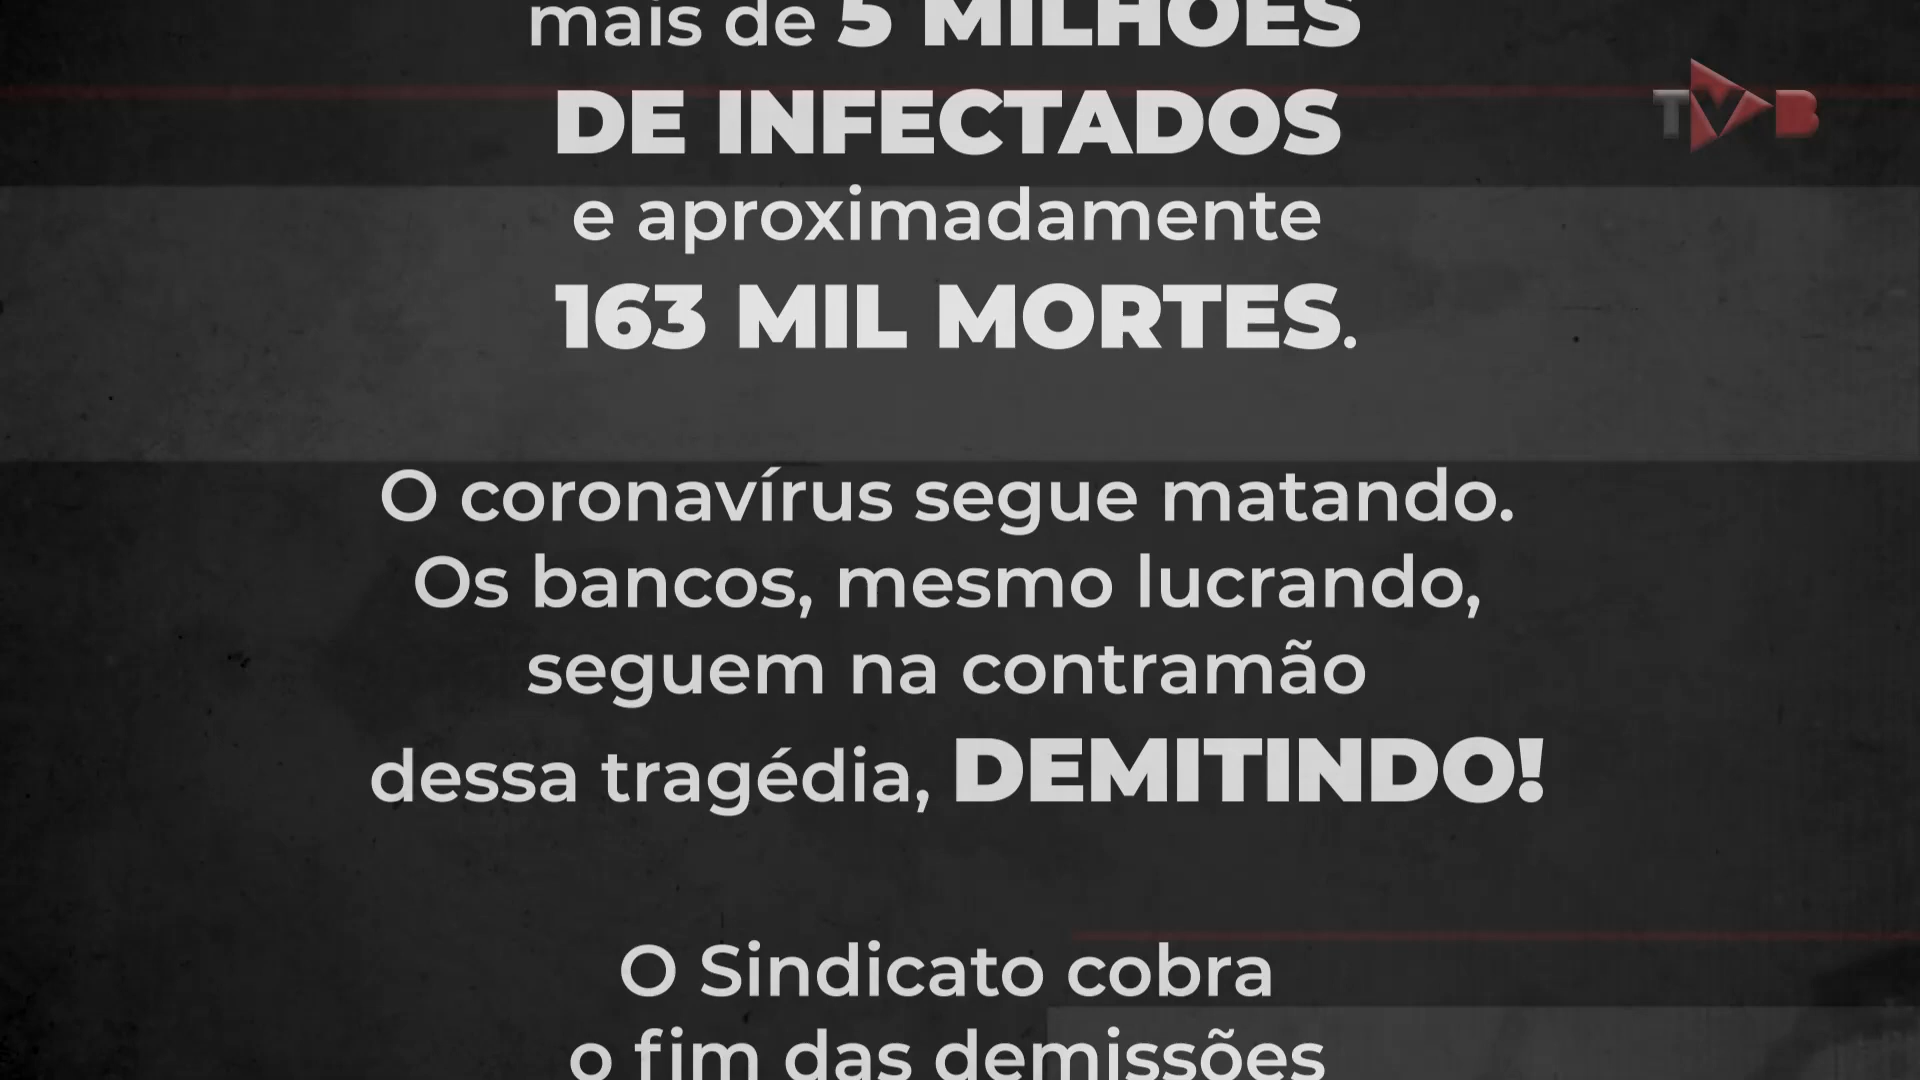 mais de 5 MILHÕES
DE INFECTADOS
e aproximadamente
163 MIL MORTES.
O coronavírus segue matando.
Os bancos, mesmo lucrando,
seguem na contramão
dessa tragédia, DEMITINDO!
O Sindicato cobra
o fim das demissões
TVB